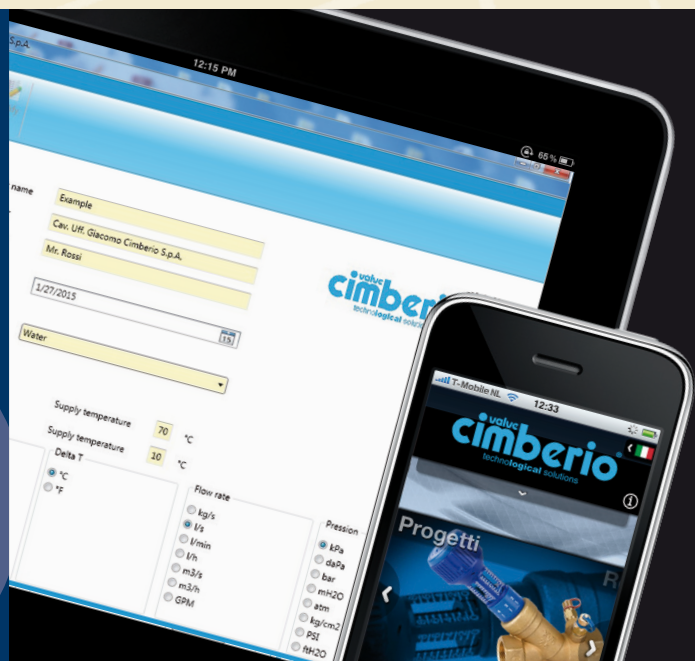 S.p.A.
12:15 PM
65%
name
Example
Cav. Uff. Giacomo Cimberio S.p.A.
Mr. Rossi
1/27/2015
15
Water
valve
cimber
technological solut
Supply temperature 70 °C
Supply temperature 10 °C
Delta T
°C
°F
Flow rate
kg/s
l/s
l/min
l/h
m3/s
m3/h
GPM
Pression
kPa
daPa
bar
mH2O
atm
kg/cm2
PSI
ftH2O
T-Mobile NL
12:33
valve
cimberio
technological solutions
Progetti
R